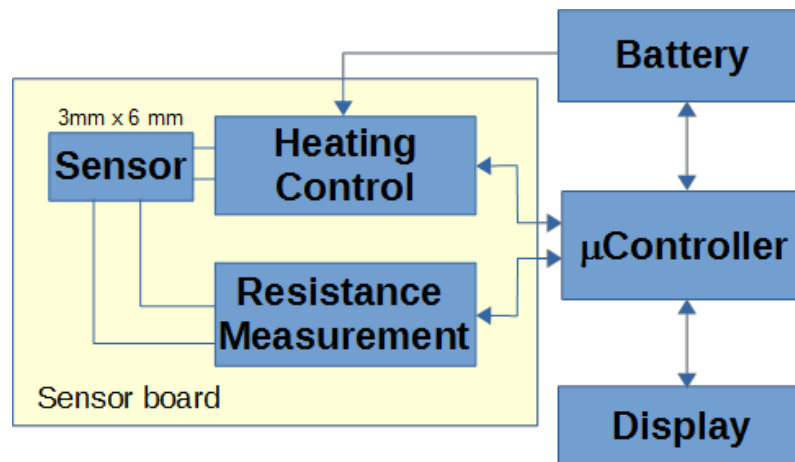 Battery
3mm x 6 mm
Sensor
Heating
Control
μController
Resistance
Measurement
Sensor board
Display